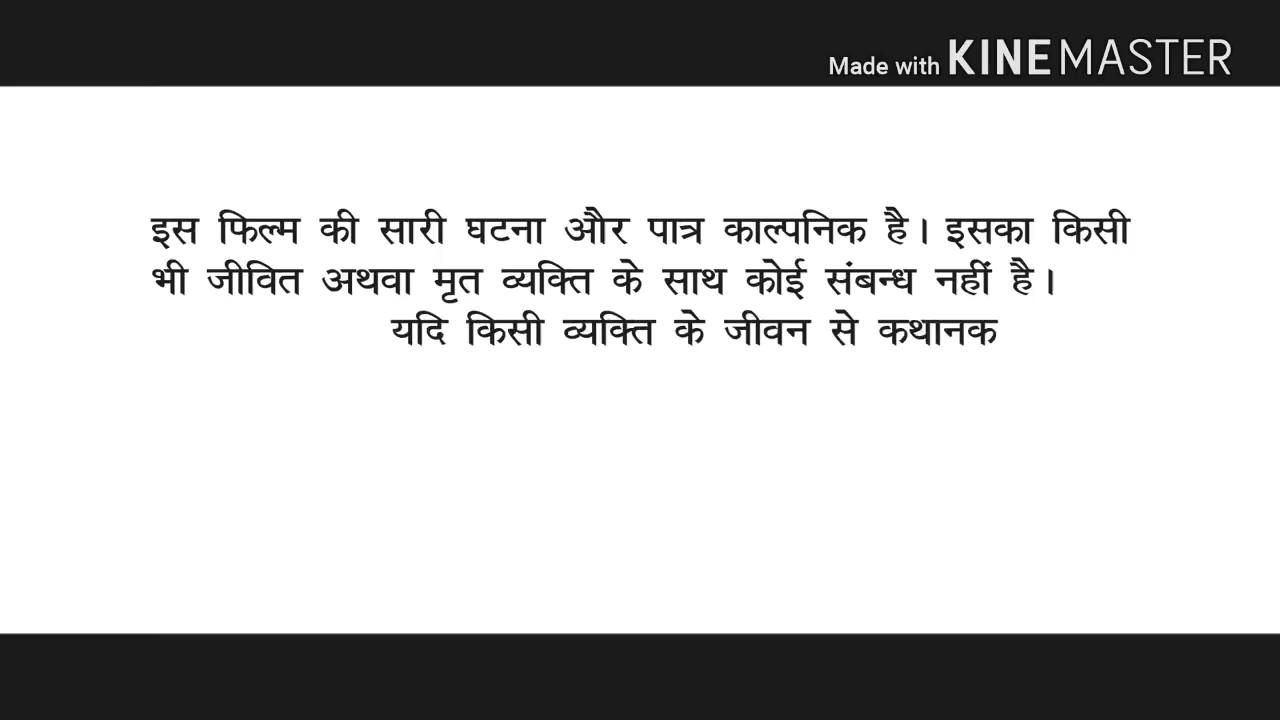 Made with KINEMASTER
इस फिल्म की सारी घटना और पात्र काल्पनिक है। इसका किसी
भी जीवित अथवा मृत व्यक्ति के साथ कोई संबन्ध नहीं है।
यदि किसी व्यक्ति के जीवन से कथानक